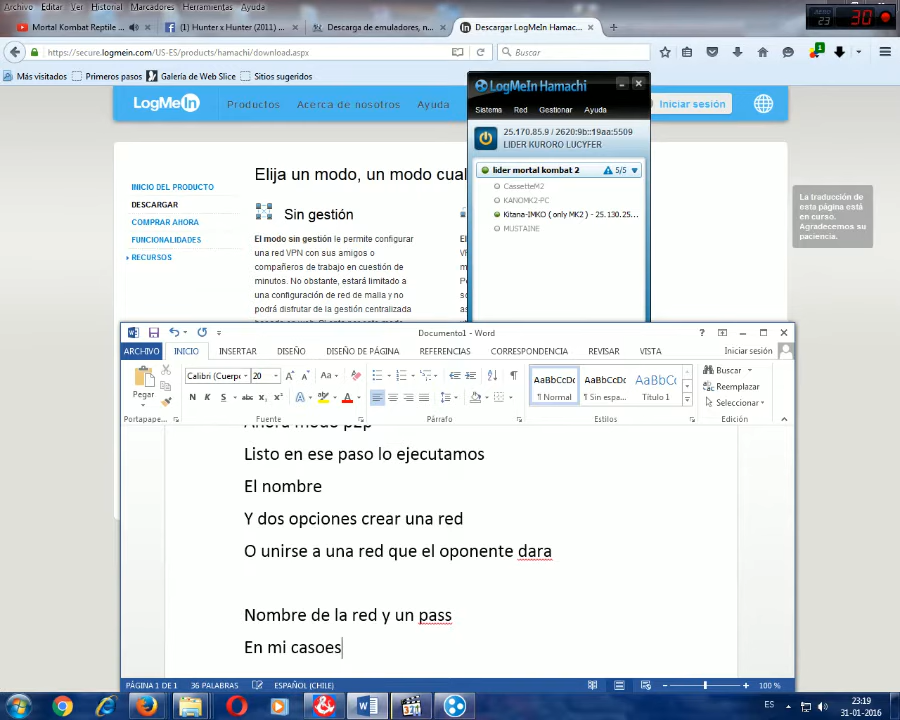 Archivo Editar Ver Historial Marcadores Herramientas Ayuda
23 30
Mortal Kombat Reptile ... Hunter x Hunter (2011) ... Descarga de emuladores, n... Descargar LogMeIn Hamac...
https://secure.logmein.com/US-ES/products/hamachi/download.aspx Buscar 1
Más visitados Primeros pasos Galería de Web Slice Sitios sugeridos
LogMeIn Productos Acerca de nosotros Ayuda Iniciar sesión
LogMeIn Hamachi
Sistema Red Gestionar Ayuda
25.170.85.9 / 2620:9b::19aa:5509
LIDER KURORO LUCYFER
lider mortal kombat 2 5/5
CassetteM2
KANOMK2-PC
Kitana-IMKO ( only MK2 ) - 25.130.25...
MUSTAINE
Elija un modo, un modo cual
INICIO DEL PRODUCTO
DESCARGAR
COMPRAR AHORA
FUNCIONALIDADES
RECURSOS
Sin gestión
El modo sin gestión le permite configurar
una red VPN con sus amigos o
compañeros de trabajo en cuestión de
minutos. No obstante, estará limitado a
una configuración de red de malla y no
podrá disfrutar de la gestión centralizada
La traducción de
esta página está
en curso.
Agradecemos su
paciencia.
Documento1 - Word
ARCHIVO INICIO INSERTAR DISEÑO DISEÑO DE PÁGINA REFERENCIAS CORRESPONDENCIA REVISAR VISTA Iniciar sesión
Pegar
Calibri (Cuerpo 20
N K S abc x₂ x²
AaBbCcDc AaBbCcDc AaBbCc
¶ Normal ¶ Sin espa... Título 1
Buscar
Reemplazar
Seleccionar
Portapape... Fuente Párrafo Estilos Edición
Ahora modo p2p
Listo en ese paso lo ejecutamos
El nombre
Y dos opciones crear una red
O unirse a una red que el oponente dara
Nombre de la red y un pass
En mi casoes
PÁGINA 1 DE 1 36 PALABRAS ESPAÑOL (CHILE) 100 %
ES 23:19
31-01-2016